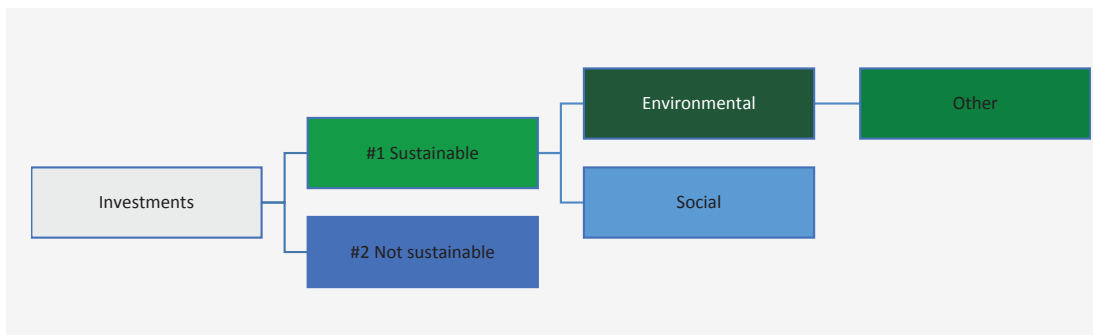 Investments
#1 Sustainable
#2 Not sustainable
Environmental
Social
Other